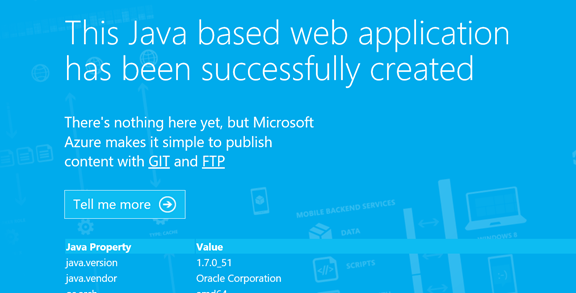 This Java based web application
has been successfully created
There's nothing here yet, but Microsoft
Azure makes it simple to publish
content with GIT and FTP
Tell me more
MOBILE BACKEND SERVICES
DATA
WINDOWS 8
SCRIPTS
Java Property Value
java.version 1.7.0_51
java.vendor Oracle Corporation